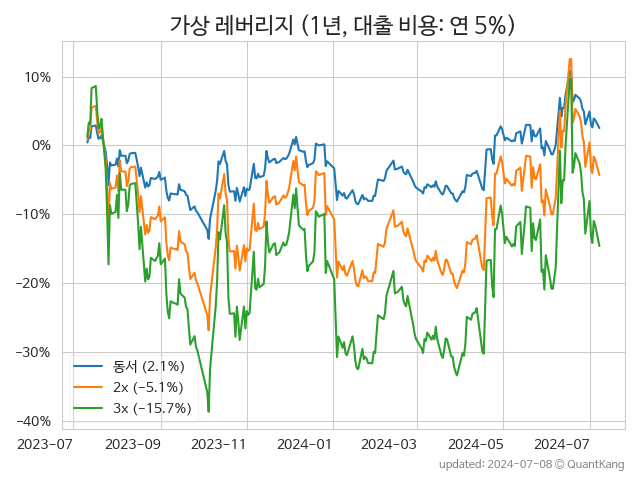 가상 레버리지 (1년, 대출 비용: 연 5%)
10%
0%
−10%
−20%
−30%
−40%
동서 (2.1%)
2x (−5.1%)
3x (−15.7%)
2023-07 2023-09 2023-11 2024-01 2024-03 2024-05 2024-07
updated: 2024-07-08 © QuantKang